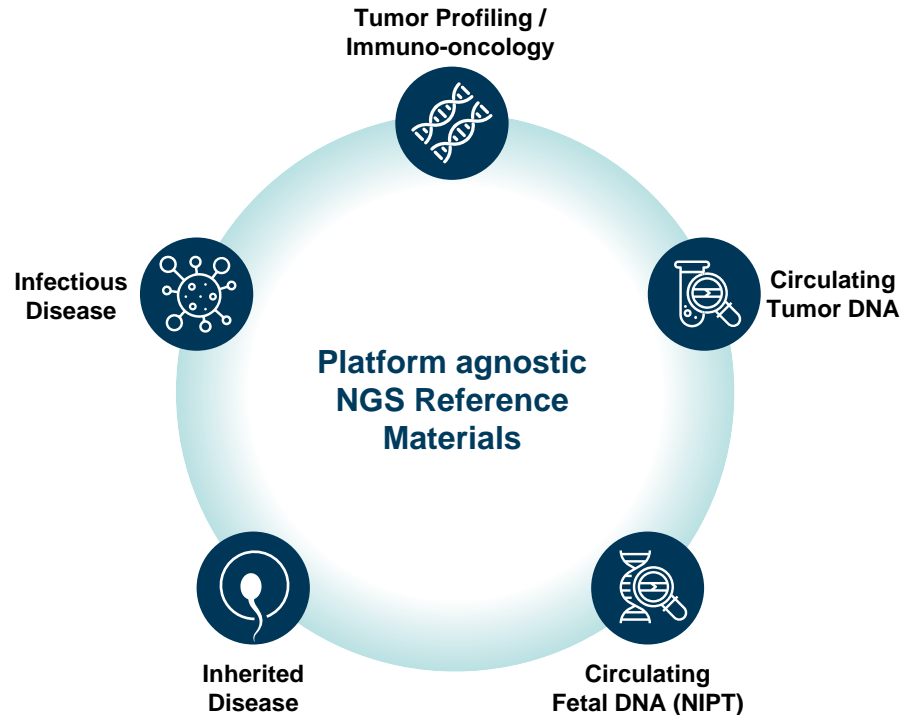 Tumor Profiling /
Immuno-oncology
Infectious
Disease
Circulating
Tumor DNA
Platform agnostic
NGS Reference
Materials
Inherited
Disease
Circulating
Fetal DNA (NIPT)